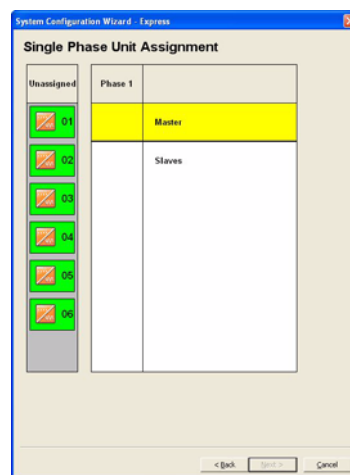 System Configuration Wizard - Express
Single Phase Unit Assignment
Unassigned Phase 1
01 Master
02 Slaves
03
04
05
06
< Back Next > Cancel